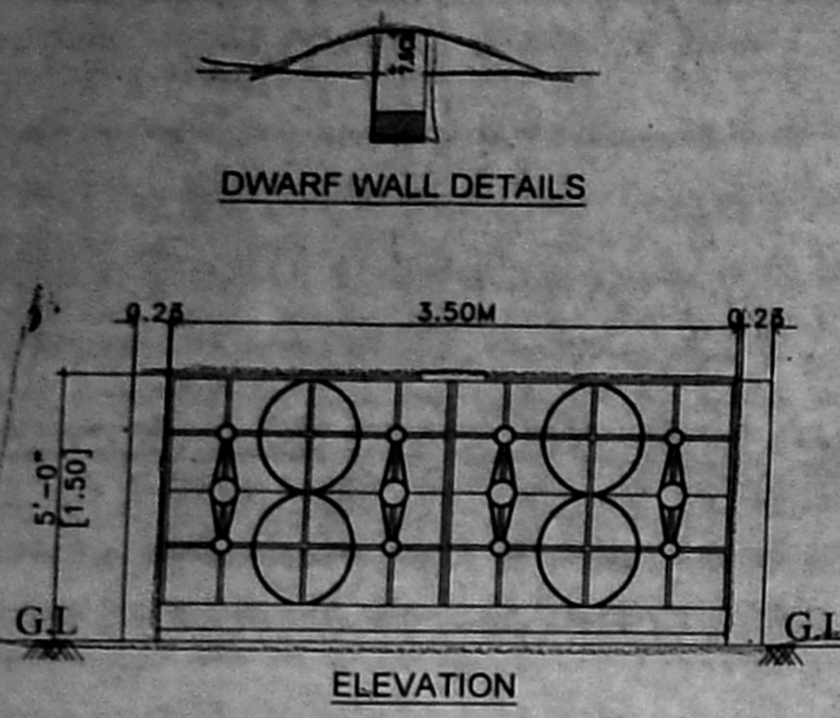 DWARF WALL DETAILS
0.23 3.50M 0.23
5'-0"
[1.50]
G.L G.L
ELEVATION